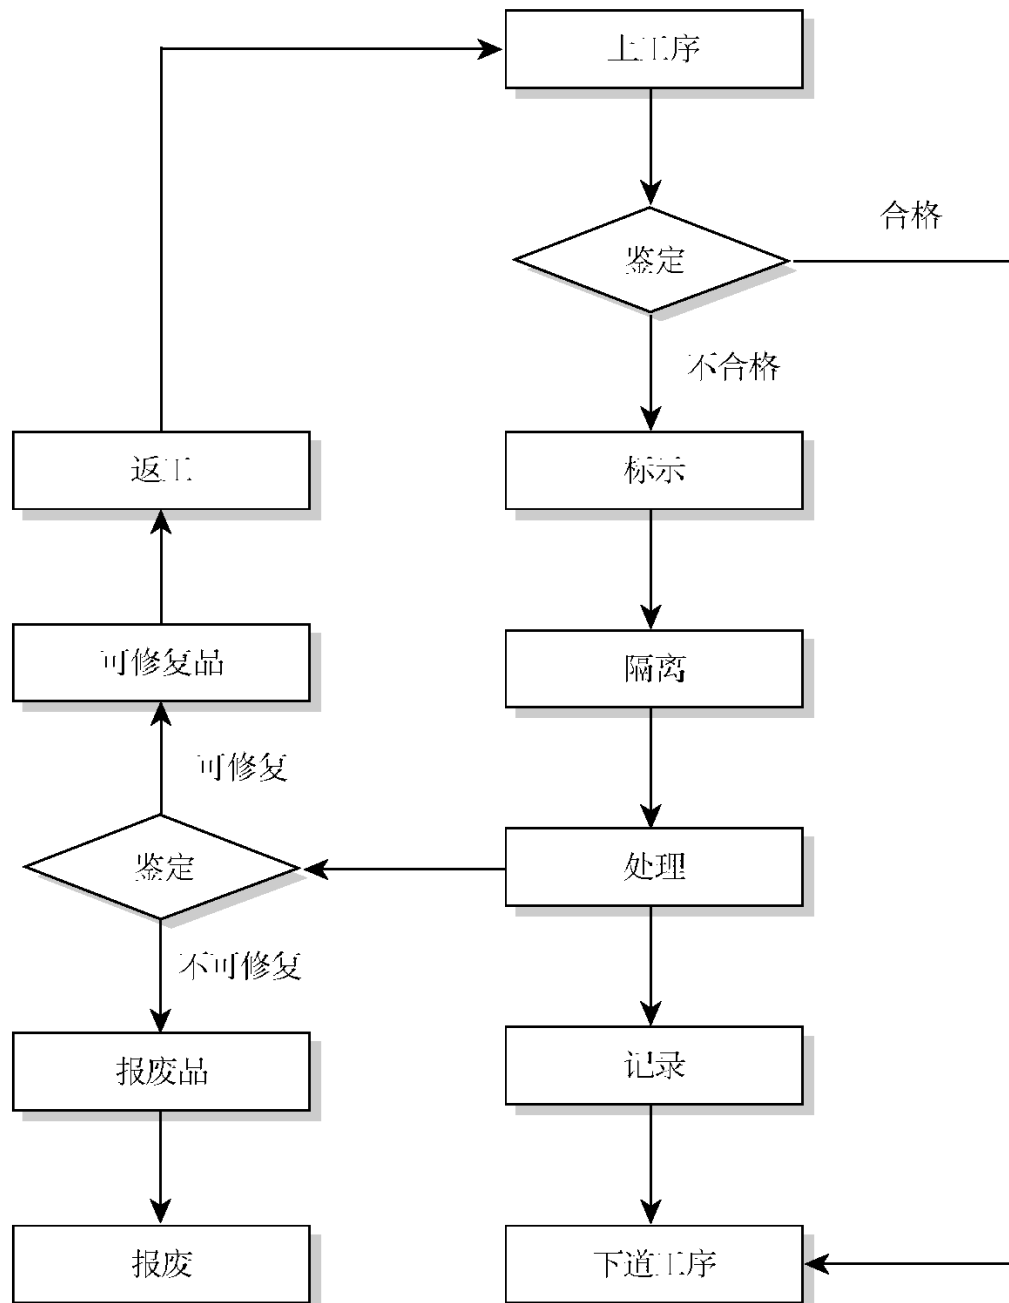 上工序
合格
鉴定
不合格
返工
标示
可修复品
隔离
可修复
鉴定
处理
不可修复
报废品
记录
报废
下道工序